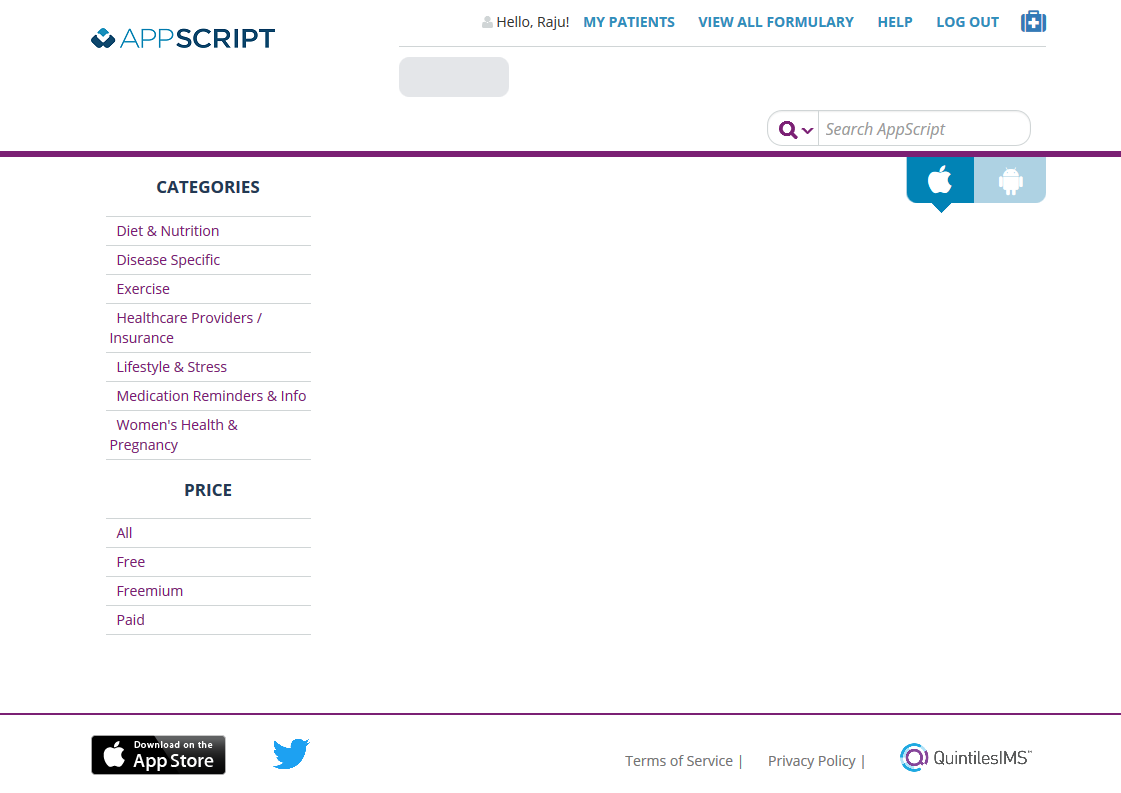 APPSCRIPT
Hello, Raju! MY PATIENTS VIEW ALL FORMULARY HELP LOG OUT
Search AppScript
CATEGORIES
Diet & Nutrition
Disease Specific
Exercise
Healthcare Providers /
Insurance
Lifestyle & Stress
Medication Reminders & Info
Women's Health &
Pregnancy
PRICE
All
Free
Freemium
Paid
Download on the
App Store
Terms of Service |
Privacy Policy |
QuintilesIMS™